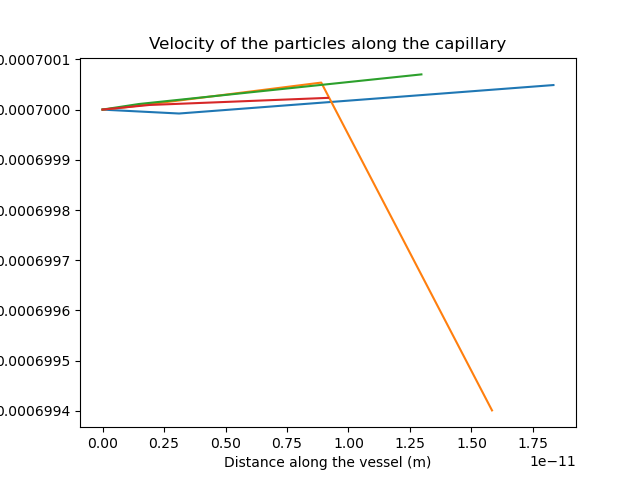 Velocity of the particles along the capillary
0.0007001
0.0007000
0.0006999
0.0006998
0.0006997
0.0006996
0.0006995
0.0006994
0.00 0.25 0.50 0.75 1.00 1.25 1.50 1.75
1e−11
Distance along the vessel (m)